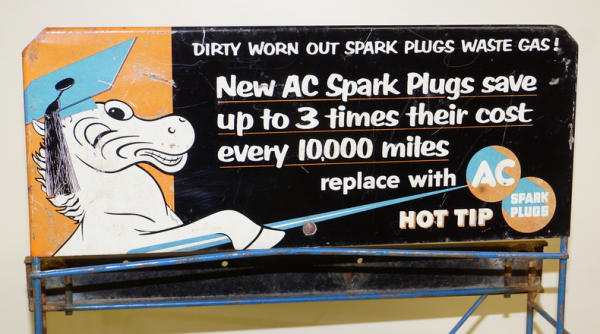 DIRTY WORN OUT SPARK PLUGS WASTE GAS!
New AC Spark Plugs save
up to 3 times their cost
every 10,000 miles
replace with AC
HOT TIP
SPARK
PLUGS